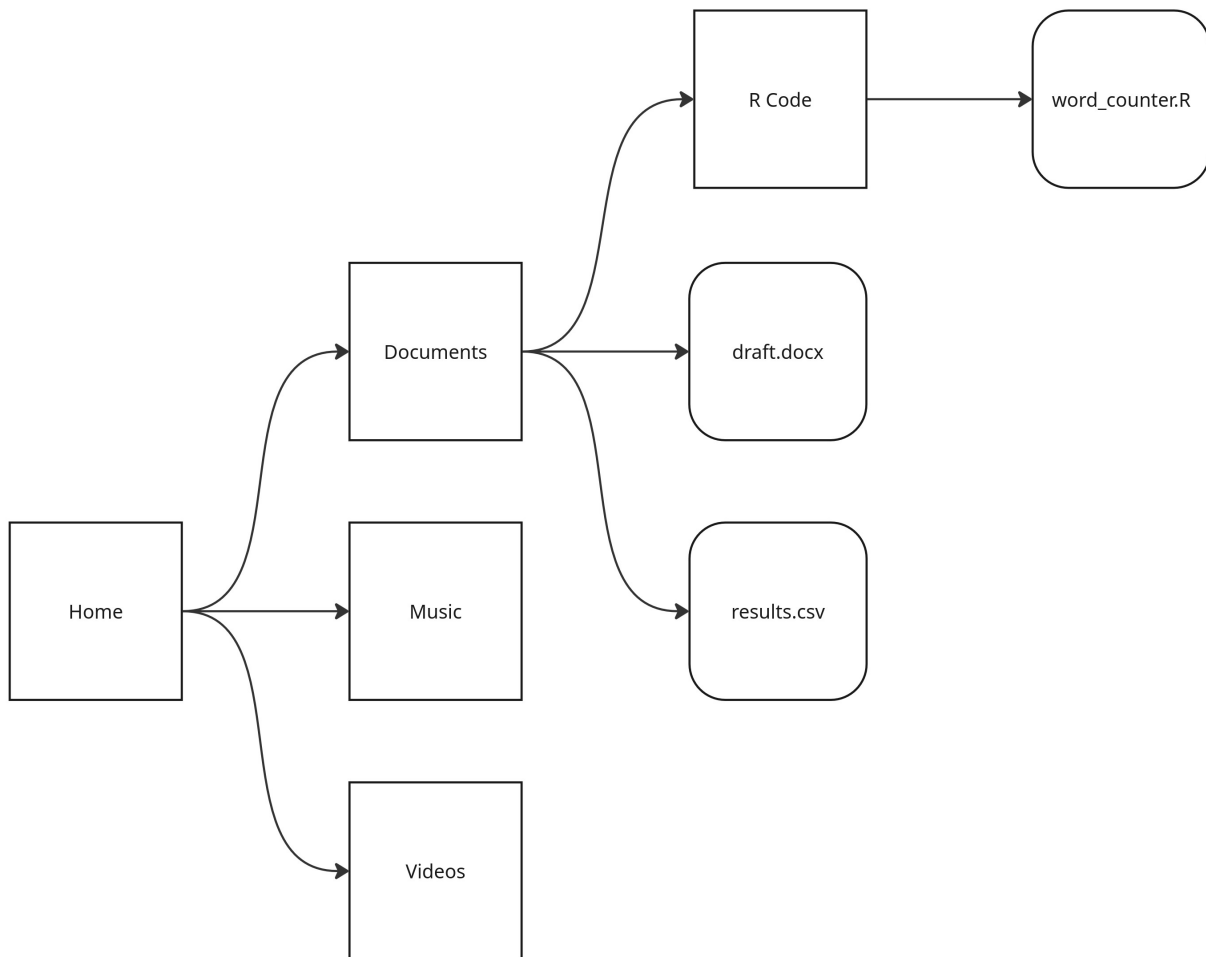 R Code
word_counter.R
Documents
draft.docx
Home
Music
results.csv
Videos